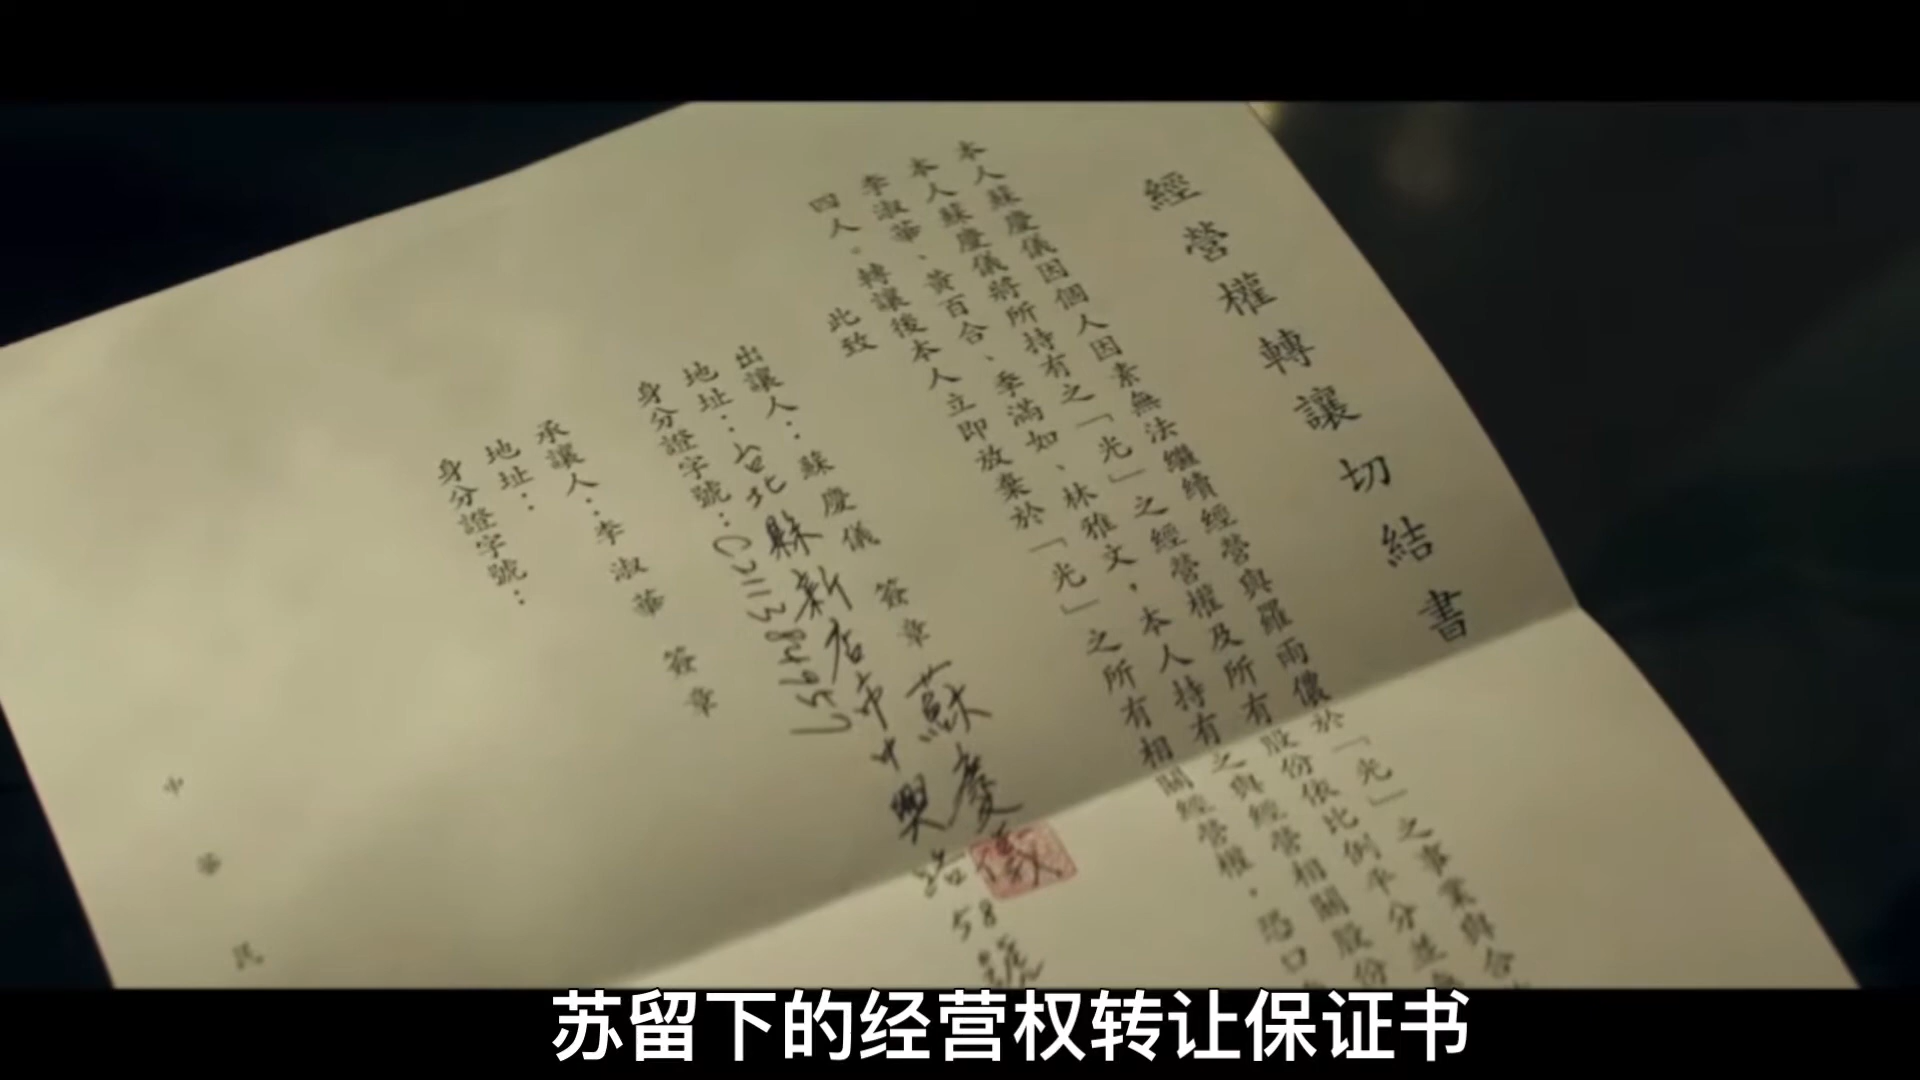 經營權轉讓切結書
本人蘇慶儀因個人因素無法繼續經營與羅雨儂於「光」之事業與合
本人蘇慶儀將所持有之「光」之經營權及所有股份依比例平分並
李淑華、黃百合、季滿如、林雅文,本人持有之與經營相關股份
四人。轉讓後本人立即放棄於「光」之所有相關經營權,恐口
此致
出讓人:蘇慶儀 簽章 蘇慶儀
地址:台北縣新店市中興路58號
身分證字號:C211384957
承讓人:李淑華 簽章
地址:
身分證字號:
中華民
苏留下的经营权转让保证书